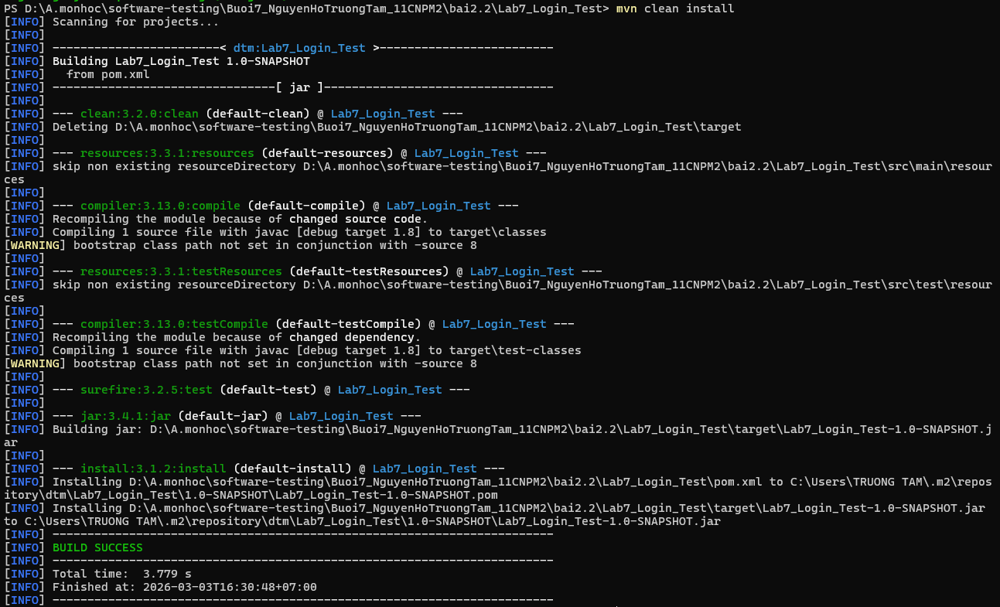 PS D:\A.monhoc\software-testing\Buoi7_NguyenHoTruongTam_11CNPM2\bai2.2\Lab7_Login_Test> mvn clean install
[INFO] Scanning for projects...
[INFO]
[INFO] ------------------------< dtm:Lab7_Login_Test >-------------------------
[INFO] Building Lab7_Login_Test 1.0-SNAPSHOT
[INFO]   from pom.xml
[INFO] --------------------------------[ jar ]---------------------------------
[INFO]
[INFO] --- clean:3.2.0:clean (default-clean) @ Lab7_Login_Test ---
[INFO] Deleting D:\A.monhoc\software-testing\Buoi7_NguyenHoTruongTam_11CNPM2\bai2.2\Lab7_Login_Test\target
[INFO]
[INFO] --- resources:3.3.1:resources (default-resources) @ Lab7_Login_Test ---
[INFO] skip non existing resourceDirectory D:\A.monhoc\software-testing\Buoi7_NguyenHoTruongTam_11CNPM2\bai2.2\Lab7_Login_Test\src\main\resour
ces
[INFO]
[INFO] --- compiler:3.13.0:compile (default-compile) @ Lab7_Login_Test ---
[INFO] Recompiling the module because of changed source code.
[INFO] Compiling 1 source file with javac [debug target 1.8] to target\classes
[WARNING] bootstrap class path not set in conjunction with -source 8
[INFO]
[INFO] --- resources:3.3.1:testResources (default-testResources) @ Lab7_Login_Test ---
[INFO] skip non existing resourceDirectory D:\A.monhoc\software-testing\Buoi7_NguyenHoTruongTam_11CNPM2\bai2.2\Lab7_Login_Test\src\test\resour
ces
[INFO]
[INFO] --- compiler:3.13.0:testCompile (default-testCompile) @ Lab7_Login_Test ---
[INFO] Recompiling the module because of changed dependency.
[INFO] Compiling 1 source file with javac [debug target 1.8] to target\test-classes
[WARNING] bootstrap class path not set in conjunction with -source 8
[INFO]
[INFO] --- surefire:3.2.5:test (default-test) @ Lab7_Login_Test ---
[INFO]
[INFO] --- jar:3.4.1:jar (default-jar) @ Lab7_Login_Test ---
[INFO] Building jar: D:\A.monhoc\software-testing\Buoi7_NguyenHoTruongTam_11CNPM2\bai2.2\Lab7_Login_Test\target\Lab7_Login_Test-1.0-SNAPSHOT.j
ar
[INFO]
[INFO] --- install:3.1.2:install (default-install) @ Lab7_Login_Test ---
[INFO] Installing D:\A.monhoc\software-testing\Buoi7_NguyenHoTruongTam_11CNPM2\bai2.2\Lab7_Login_Test\pom.xml to C:\Users\TRUONG TAM\.m2\repos
itory\dtm\Lab7_Login_Test\1.0-SNAPSHOT\Lab7_Login_Test-1.0-SNAPSHOT.pom
[INFO] Installing D:\A.monhoc\software-testing\Buoi7_NguyenHoTruongTam_11CNPM2\bai2.2\Lab7_Login_Test\target\Lab7_Login_Test-1.0-SNAPSHOT.jar
to C:\Users\TRUONG TAM\.m2\repository\dtm\Lab7_Login_Test\1.0-SNAPSHOT\Lab7_Login_Test-1.0-SNAPSHOT.jar
[INFO] ------------------------------------------------------------------------
[INFO] BUILD SUCCESS
[INFO] ------------------------------------------------------------------------
[INFO] Total time:  3.779 s
[INFO] Finished at: 2026-03-03T16:30:48+07:00
[INFO] ------------------------------------------------------------------------